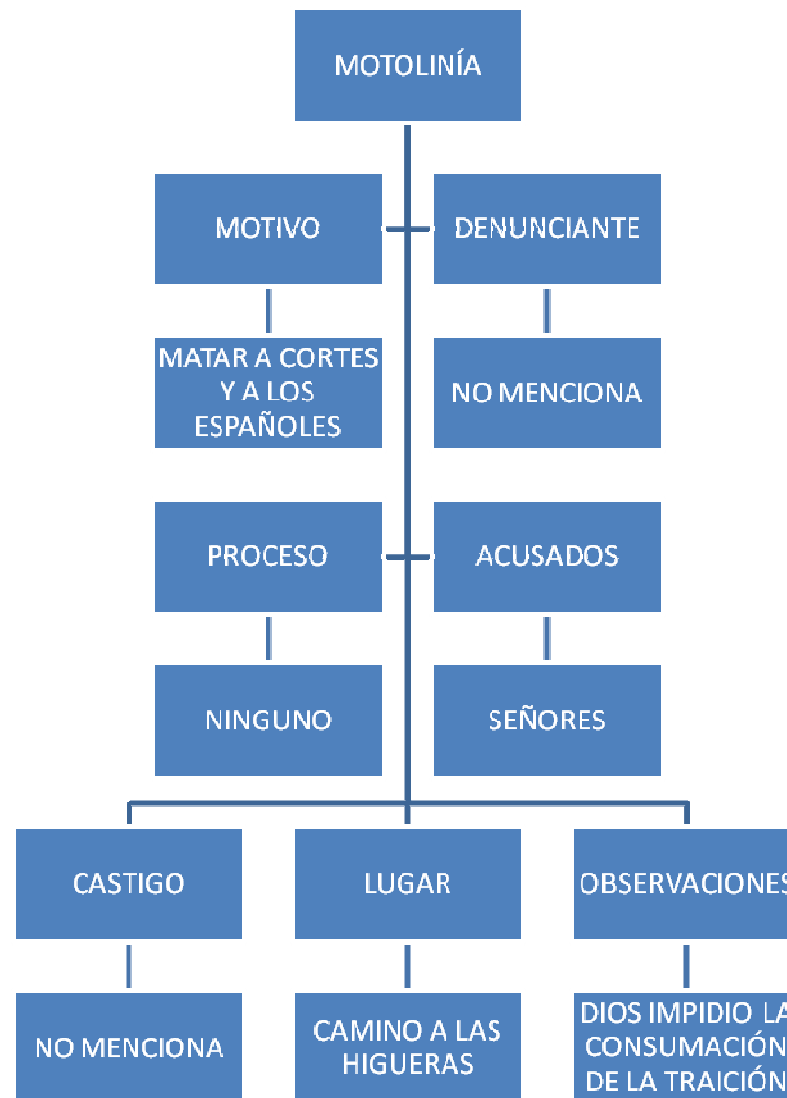 MOTOLINÍA
MOTIVO
DENUNCIANTE
MATAR A CORTES
Y A LOS
ESPAÑOLES
NO MENCIONA
PROCESO
ACUSADOS
NINGUNO
SEÑORES
CASTIGO
LUGAR
OBSERVACIONES
NO MENCIONA
CAMINO A LAS
HIGUERAS
DIOS IMPIDIO LA
CONSUMACIÓN
DE LA TRAICIÓN